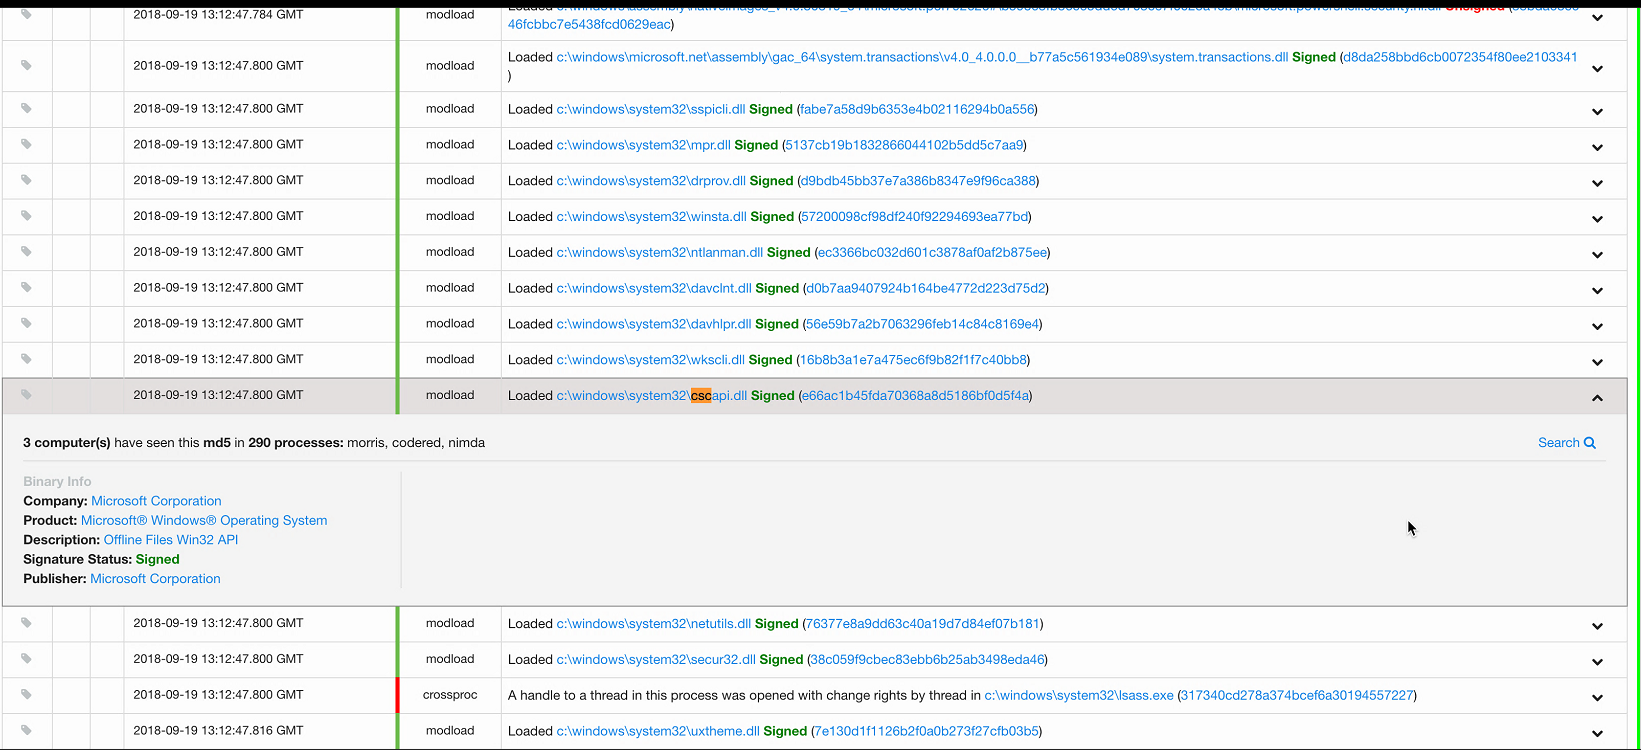 2018-09-19 13:12:47.784 GMT modload
46fcbbc7e5438fcd0629eac)
2018-09-19 13:12:47.800 GMT modload Loaded c:\windows\microsoft.net\assembly\gac_64\system.transactions\v4.0_4.0.0.0__b77a5c561934e089\system.transactions.dll Signed (d8da258bbd6cb0072354f80ee2103341
)
2018-09-19 13:12:47.800 GMT modload Loaded c:\windows\system32\sspicli.dll Signed (fabe7a58d9b6353e4b02116294b0a556)
2018-09-19 13:12:47.800 GMT modload Loaded c:\windows\system32\mpr.dll Signed (5137cb19b1832866044102b5dd5c7aa9)
2018-09-19 13:12:47.800 GMT modload Loaded c:\windows\system32\drprov.dll Signed (d9bdb45bb37e7a386b8347e9f96ca388)
2018-09-19 13:12:47.800 GMT modload Loaded c:\windows\system32\winsta.dll Signed (57200098cf98df240f92294693ea77bd)
2018-09-19 13:12:47.800 GMT modload Loaded c:\windows\system32\ntlanman.dll Signed (ec3366bc032d601c3878af0af2b875ee)
2018-09-19 13:12:47.800 GMT modload Loaded c:\windows\system32\davclnt.dll Signed (d0b7aa9407924b164be4772d223d75d2)
2018-09-19 13:12:47.800 GMT modload Loaded c:\windows\system32\davhlpr.dll Signed (56e59b7a2b7063296feb14c84c8169e4)
2018-09-19 13:12:47.800 GMT modload Loaded c:\windows\system32\wkscli.dll Signed (16b8b3a1e7a475ec6f9b82f1f7c40bb8)
2018-09-19 13:12:47.800 GMT modload Loaded c:\windows\system32\cscapi.dll Signed (e66ac1b45fda70368a8d5186bf0d5f4a)
3 computer(s) have seen this md5 in 290 processes: morris, codered, nimda Search
Binary Info
Company: Microsoft Corporation
Product: Microsoft® Windows® Operating System
Description: Offline Files Win32 API
Signature Status: Signed
Publisher: Microsoft Corporation
2018-09-19 13:12:47.800 GMT modload Loaded c:\windows\system32\netutils.dll Signed (76377e8a9dd63c40a19d7d84ef07b181)
2018-09-19 13:12:47.800 GMT modload Loaded c:\windows\system32\secur32.dll Signed (38c059f9cbec83ebb6b25ab3498eda46)
2018-09-19 13:12:47.800 GMT crossproc A handle to a thread in this process was opened with change rights by thread in c:\windows\system32\lsass.exe (317340cd278a374bcef6a30194557227)
2018-09-19 13:12:47.816 GMT modload Loaded c:\windows\system32\uxtheme.dll Signed (7e130d1f1126b2f0a0b273f27cfb03b5)